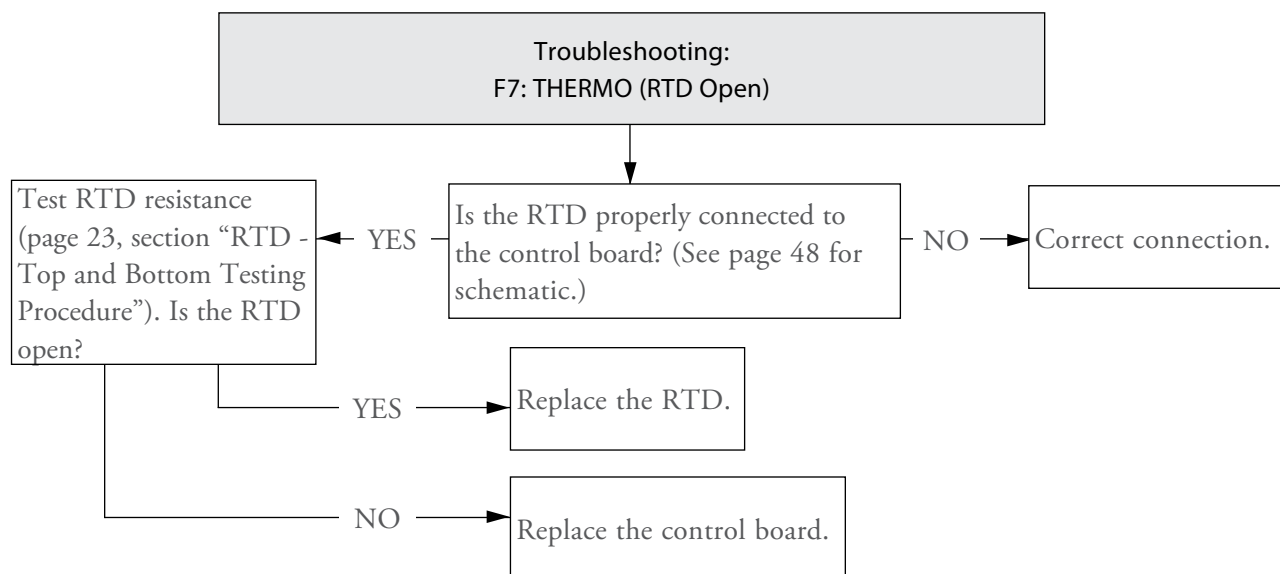 Troubleshooting:
F7: THERMO (RTD Open)
Is the RTD properly connected to
the control board? (See page 48 for
schematic.)
NO
Correct connection.
YES
Test RTD resistance
(page 23, section “RTD -
Top and Bottom Testing
Procedure”). Is the RTD
open?
YES
Replace the RTD.
NO
Replace the control board.